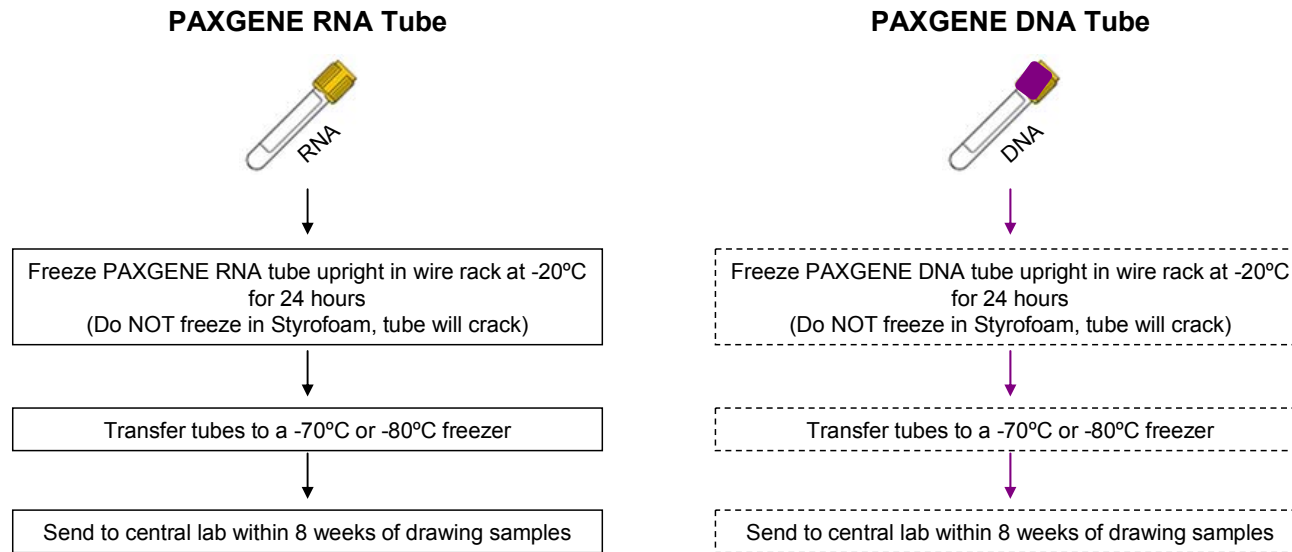 PAXGENE RNA Tube
RNA
Freeze PAXGENE RNA tube upright in wire rack at -20ºC
for 24 hours
(Do NOT freeze in Styrofoam, tube will crack)
Transfer tubes to a -70ºC or -80ºC freezer
Send to central lab within 8 weeks of drawing samples
PAXGENE DNA Tube
DNA
Freeze PAXGENE DNA tube upright in wire rack at -20ºC
for 24 hours
(Do NOT freeze in Styrofoam, tube will crack)
Transfer tubes to a -70ºC or -80ºC freezer
Send to central lab within 8 weeks of drawing samples